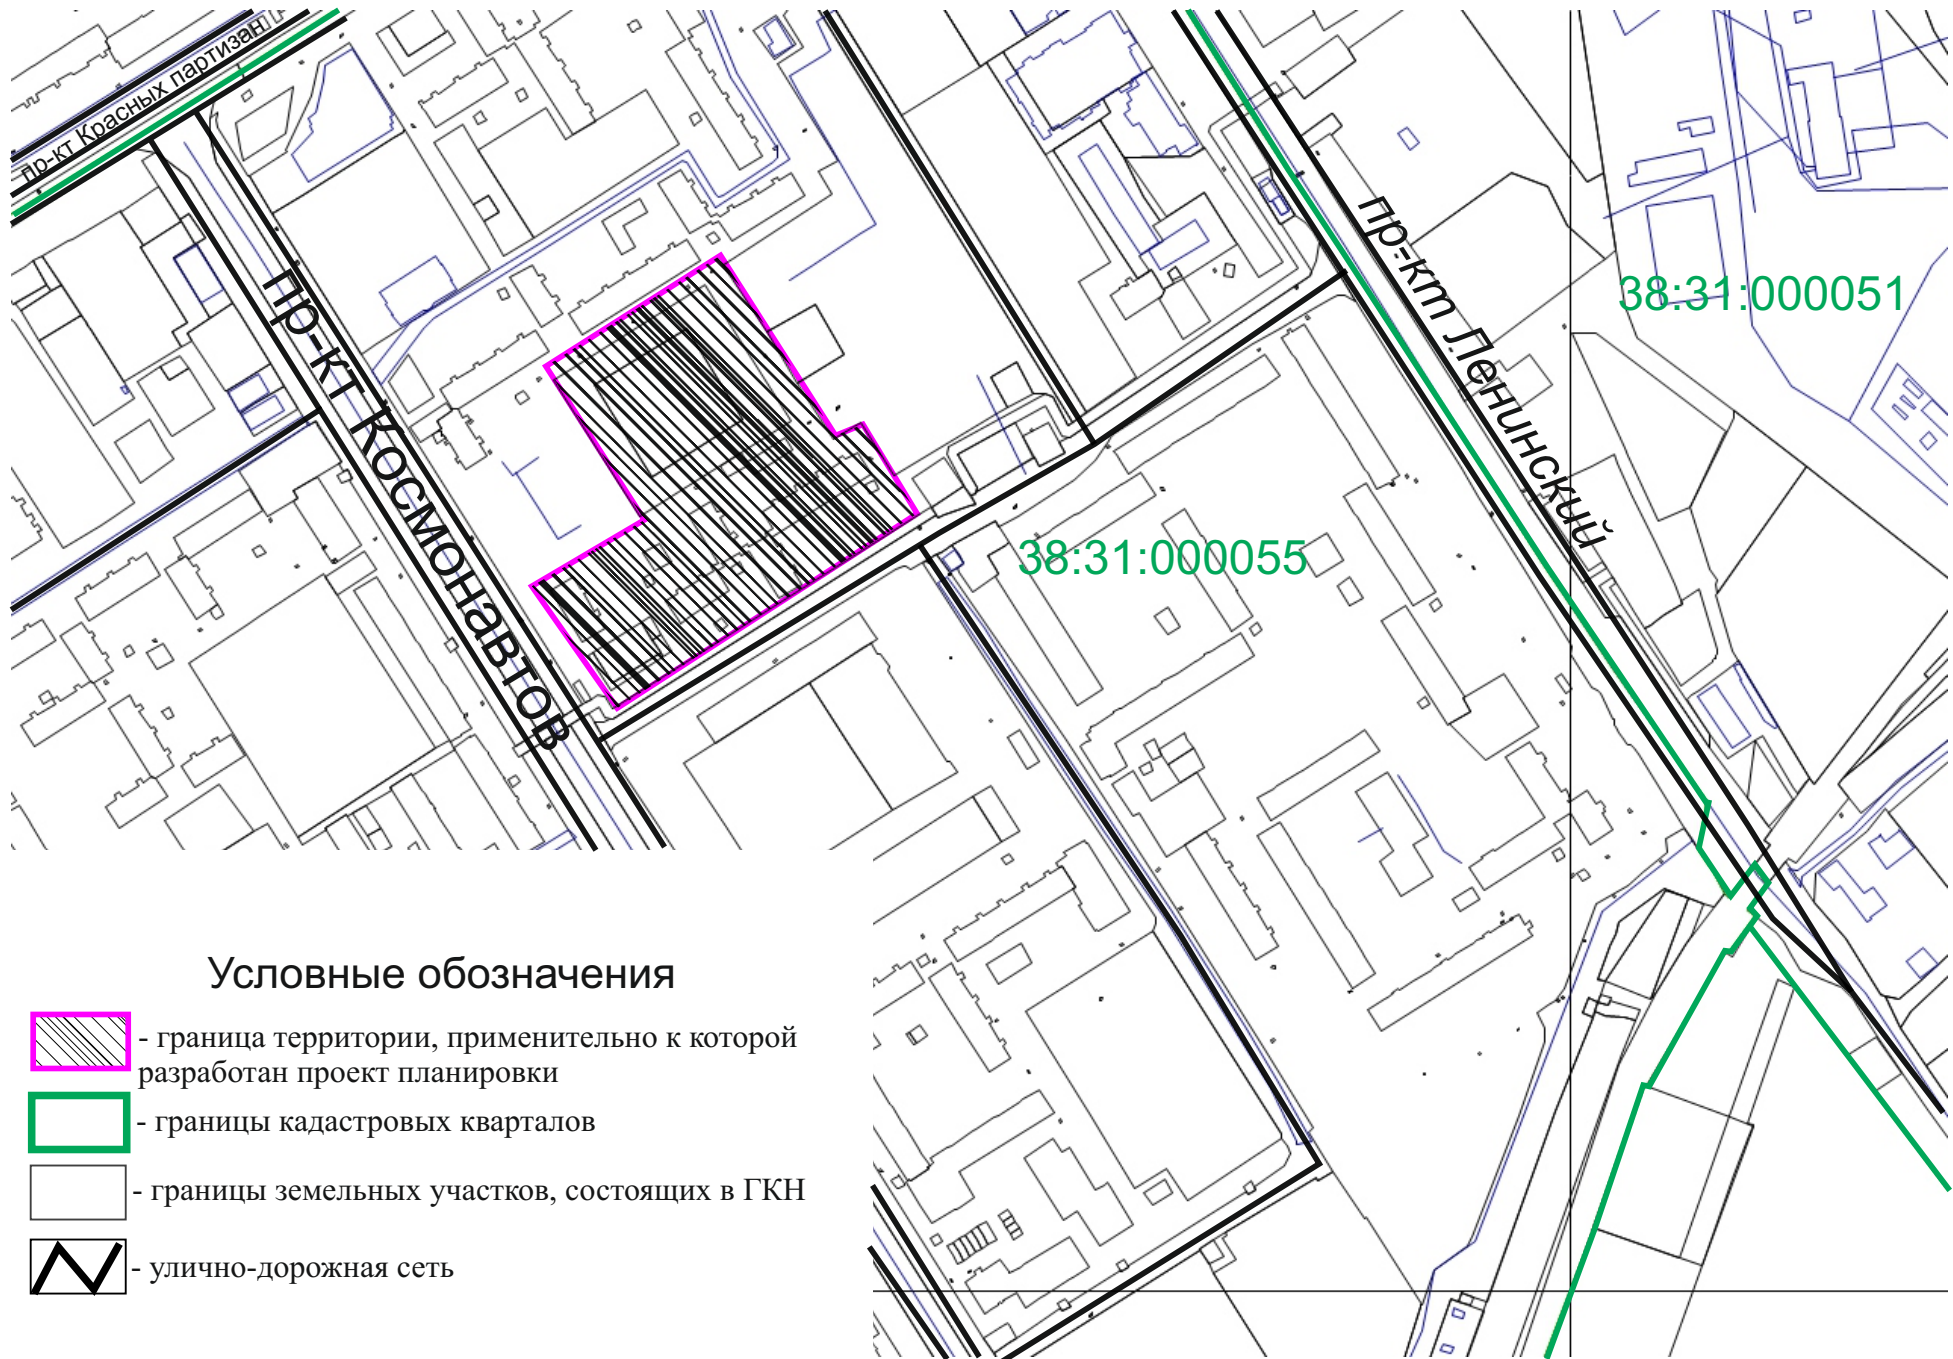 пр-кт Красных партизан
пр-кт Космонавтов
пр-кт Ленинский
38:31:000051
38:31:000055
Условные обозначения
- граница территории, применительно к которой
разработан проект планировки
- границы кадастровых кварталов
- границы земельных участков, состоящих в ГКН
- улично-дорожная сеть